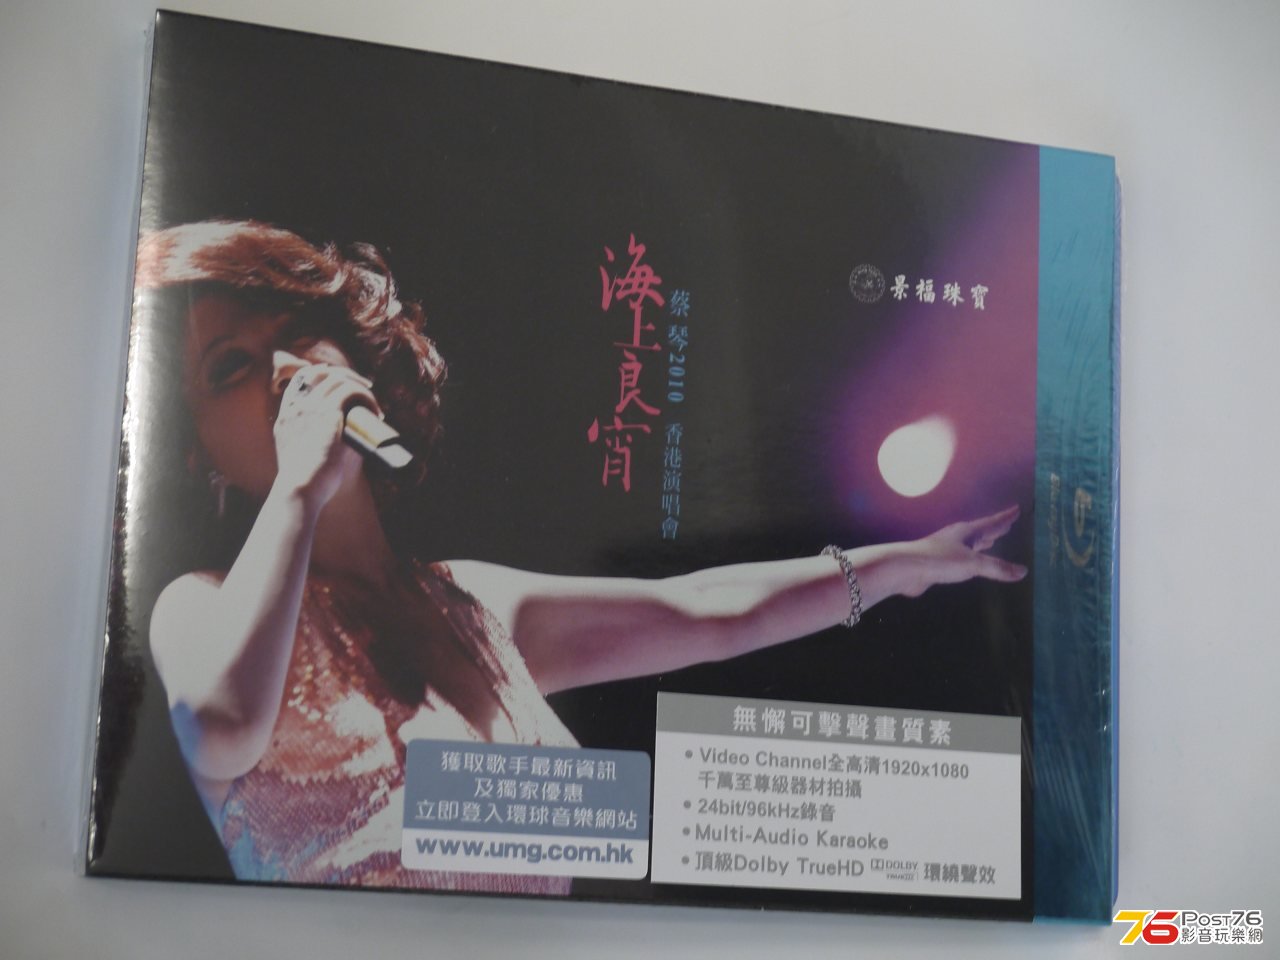 海上良宵
蔡琴2010 香港演唱會
景福珠寶
Blu-ray Disc
無懈可擊聲畫質素
• Video Channel全高清1920x1080
千萬至尊級器材拍攝
• 24bit/96kHz錄音
• Multi-Audio Karaoke
• 頂級Dolby TrueHD DOLBY TRUEHD 環繞聲效
獲取歌手最新資訊
及獨家優惠
立即登入環球音樂網站
www.umg.com.hk
76 POST76
影音玩樂網